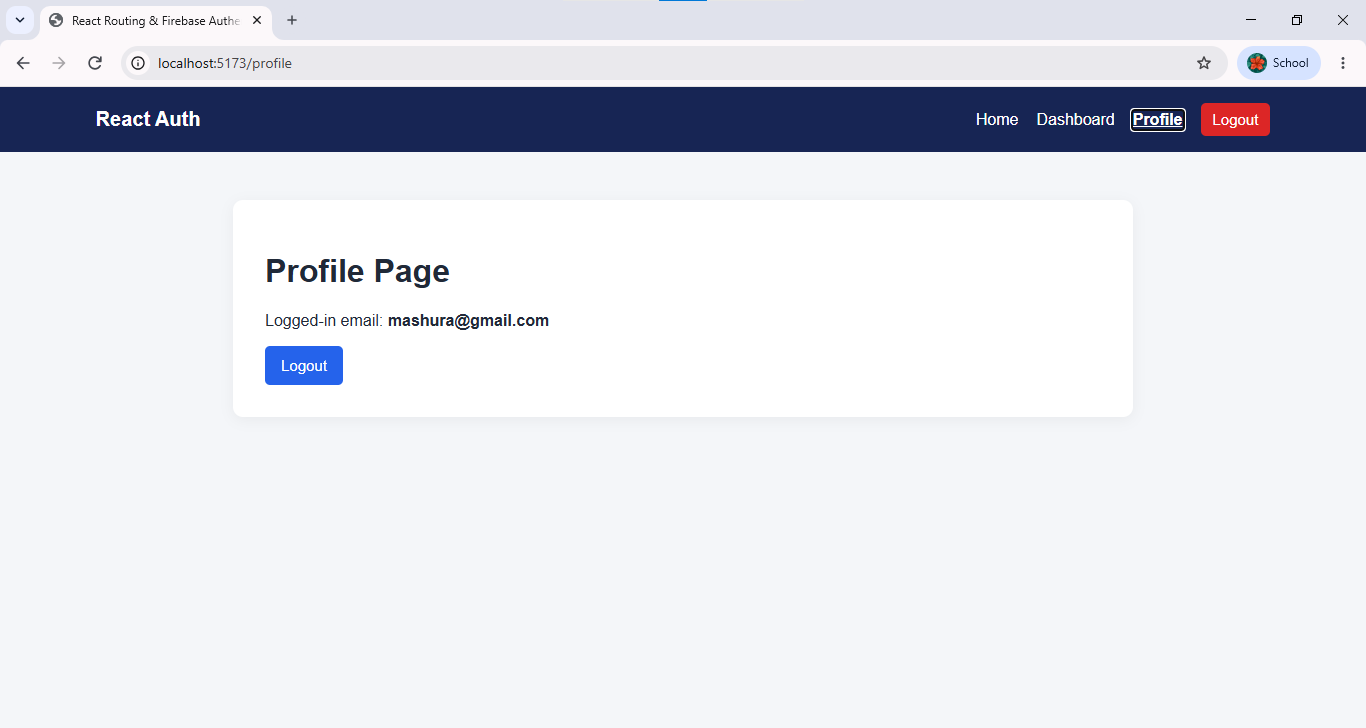 React Routing & Firebase Authe
localhost:5173/profile
School
React Auth
Home Dashboard Profile Logout
Profile Page
Logged-in email: mashura@gmail.com
Logout